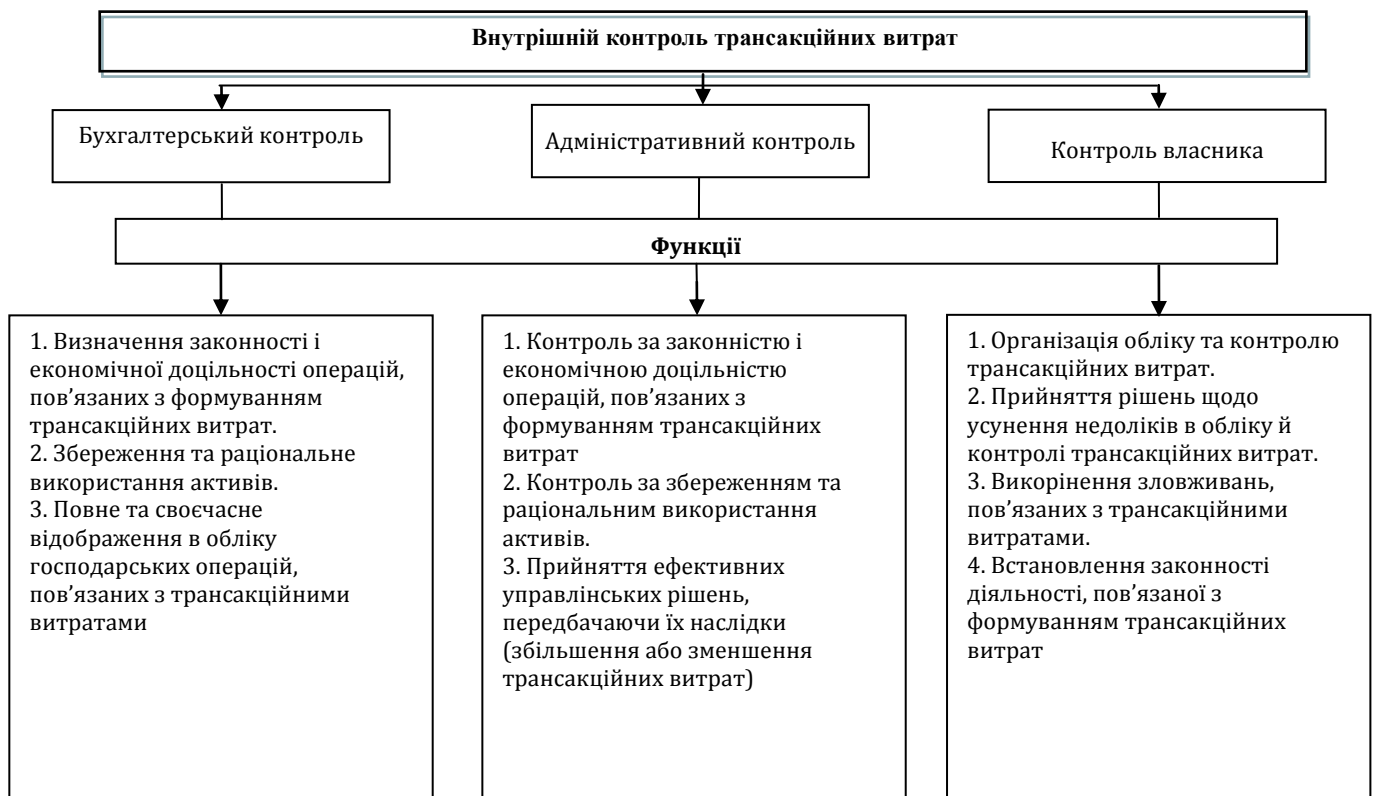 Внутрішній контроль трансакційних витрат
Бухгалтерський контроль
Адміністративний контроль
Контроль власника
Функції
1. Визначення законності і
економічної доцільності операцій,
пов’язаних з формуванням
трансакційних витрат.
2. Збереження та раціональне
використання активів.
3. Повне та своєчасне
відображення в обліку
господарських операцій,
пов’язаних з трансакційними
витратами
1. Контроль за законністю і
економічною доцільністю
операцій, пов’язаних з
формуванням трансакційних
витрат
2. Контроль за збереженням та
раціональним використання
активів.
3. Прийняття ефективних
управлінських рішень,
передбачаючи їх наслідки
(збільшення або зменшення
трансакційних витрат)
1. Організація обліку та контролю
трансакційних витрат.
2. Прийняття рішень щодо
усунення недоліків в обліку й
контролі трансакційних витрат.
3. Викорінення зловживань,
пов’язаних з трансакційними
витратами.
4. Встановлення законності
діяльності, пов’язаної з
формуванням трансакційних
витрат